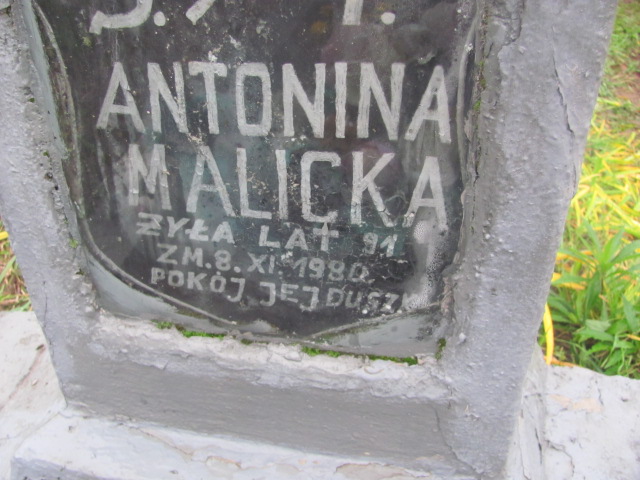 Ś. P.
ANTONINA
MALICKA
ŻYŁA LAT 91
ZM. 8. XI. 1980.
POKÓJ JEJ DUSZY